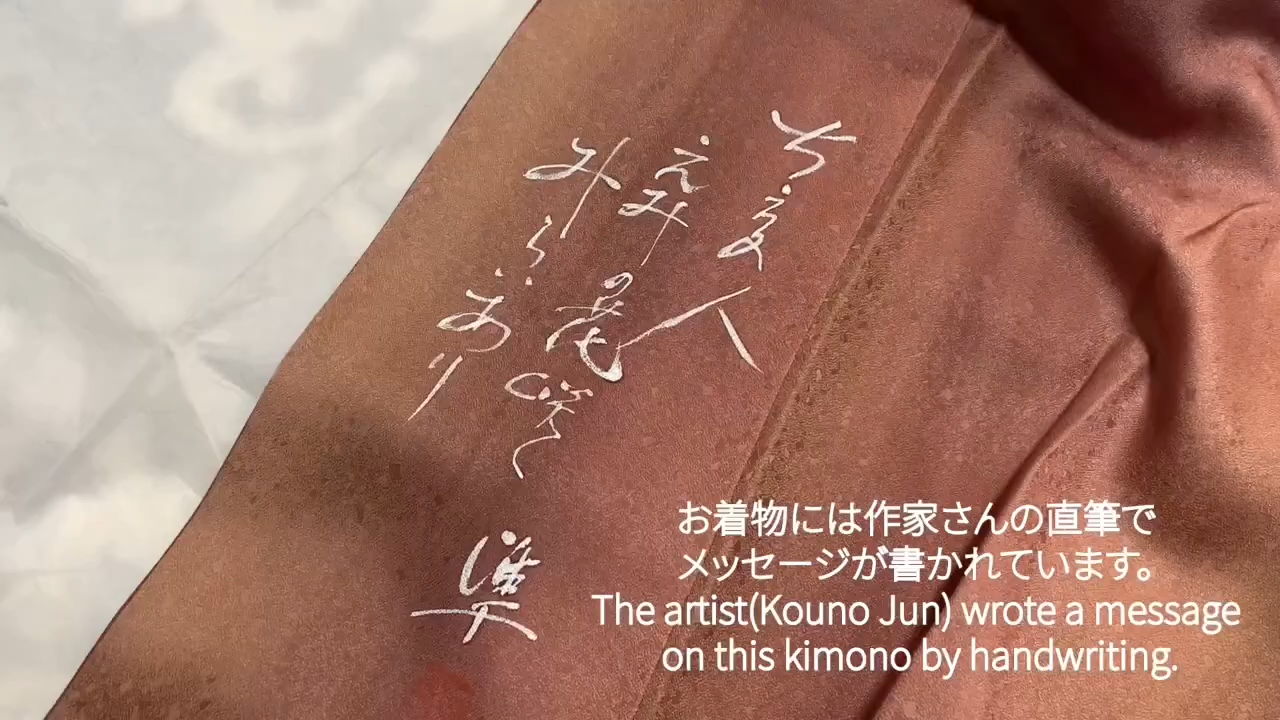 人
えみの花咲く
みらいあり
お着物には作家さんの直筆で
メッセージが書かれています。
The artist(Kouno Jun) wrote a message
on this kimono by handwriting.